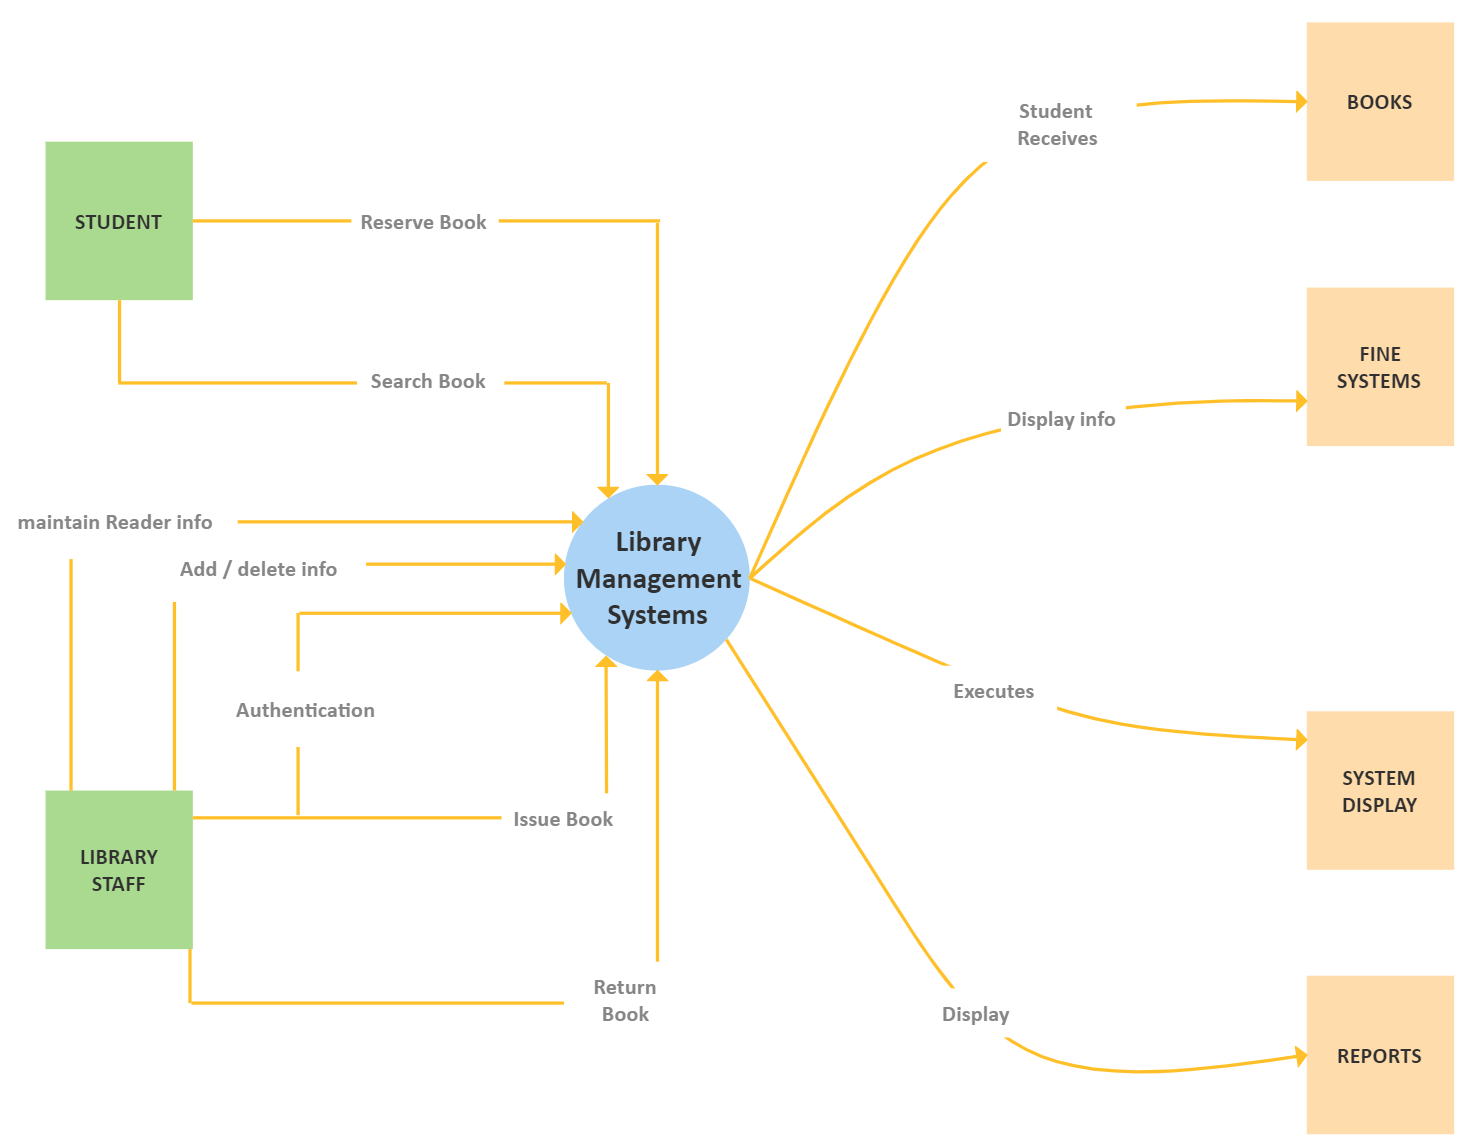 BOOKS
Student
Receives
STUDENT
Reserve Book
FINE
SYSTEMS
Search Book
Display info
maintain Reader info
Add / delete info
Library
Management
Systems
Authentication
Executes
SYSTEM
DISPLAY
Issue Book
LIBRARY
STAFF
Return
Book
Display
REPORTS